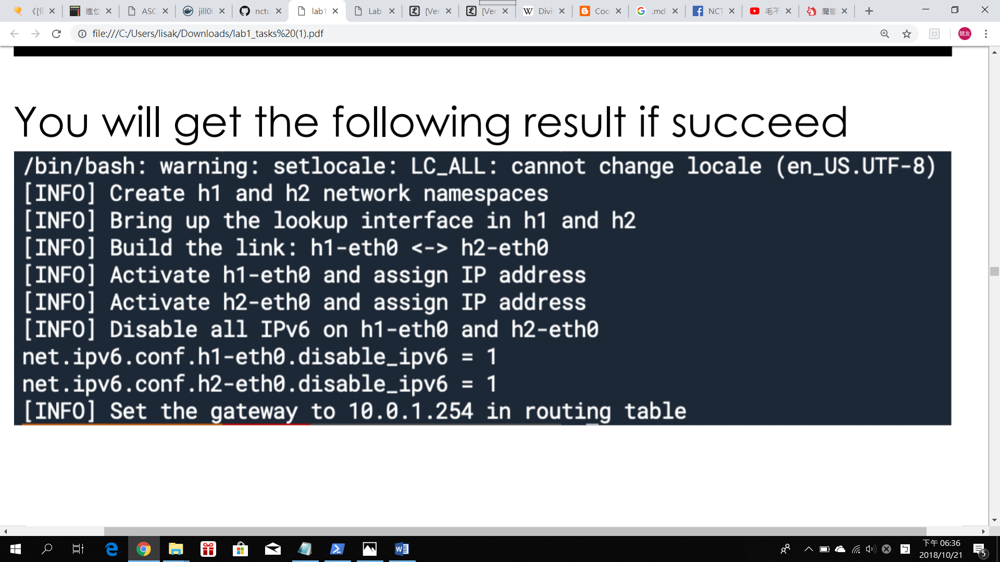 《[保
進位
ASC
jill0
nctu
lab1
Lab
[Ver
[Ver
Divi
Coo
.md
NCT
毛不
魔道
file:///C:/Users/lisak/Downloads/lab1_tasks%20(1).pdf
競友
You will get the following result if succeed
/bin/bash: warning: setlocale: LC_ALL: cannot change locale (en_US.UTF-8)
[INFO] Create h1 and h2 network namespaces
[INFO] Bring up the lookup interface in h1 and h2
[INFO] Build the link: h1-eth0 <-> h2-eth0
[INFO] Activate h1-eth0 and assign IP address
[INFO] Activate h2-eth0 and assign IP address
[INFO] Disable all IPv6 on h1-eth0 and h2-eth0
net.ipv6.conf.h1-eth0.disable_ipv6 = 1
net.ipv6.conf.h2-eth0.disable_ipv6 = 1
[INFO] Set the gateway to 10.0.1.254 in routing table
下午 06:36
2018/10/21
5